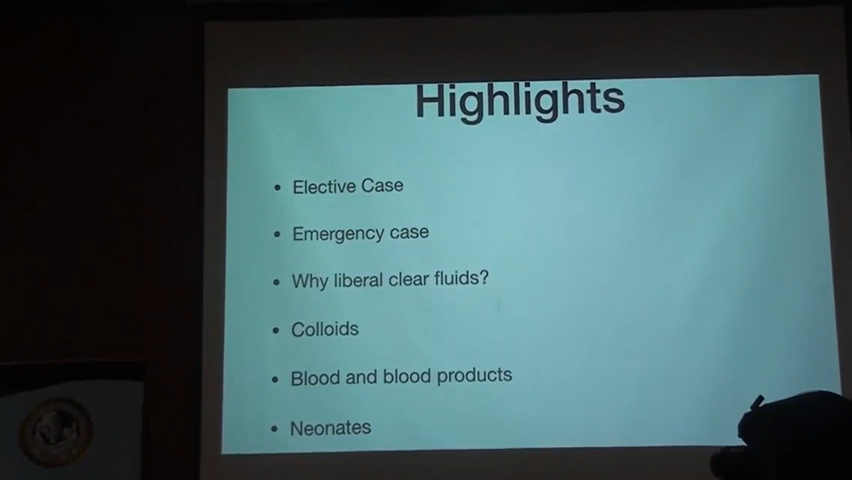 Highlights
• Elective Case
• Emergency case
• Why liberal clear fluids?
• Colloids
• Blood and blood products
• Neonates